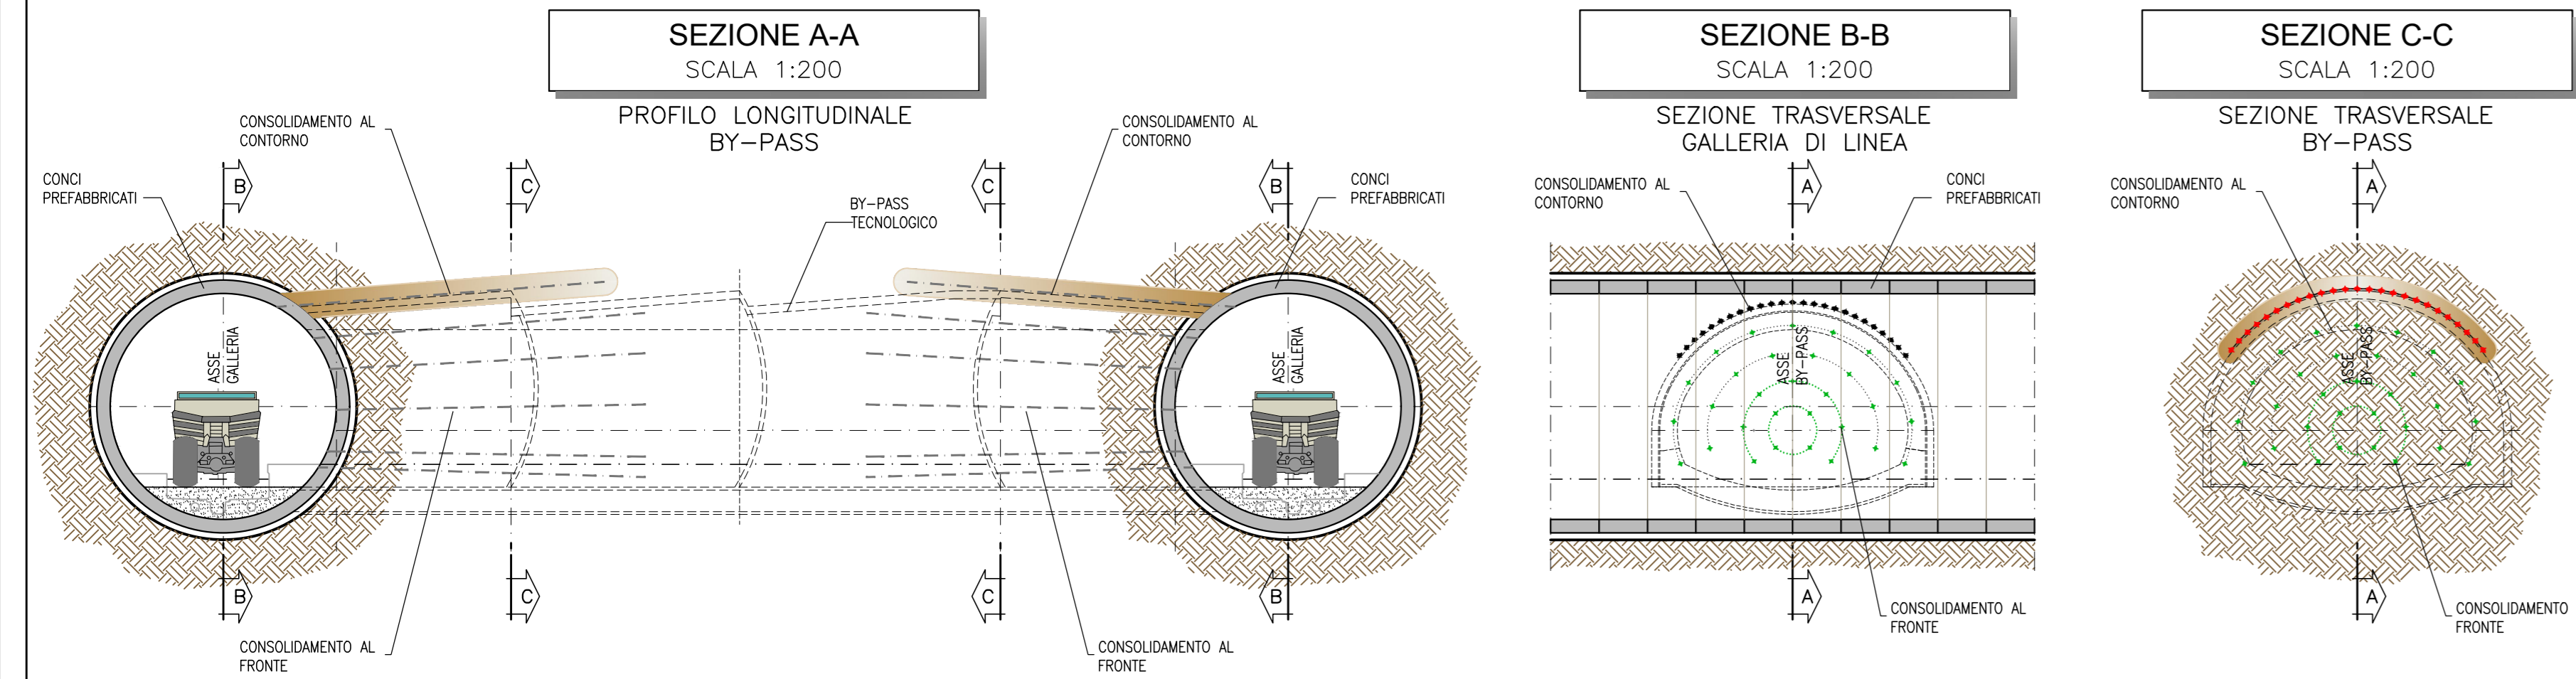 SEZIONE A-A
SCALA 1:200
PROFILO LONGITUDINALE
BY-PASS
CONSOLIDAMENTO AL
CONTORNO
CONSOLIDAMENTO AL
CONTORNO
CONCI
PREFABBRICATI
B
C
C
B
CONCI
PREFABBRICATI
BY-PASS
TECNOLOGICO
ASSE
GALLERIA
ASSE
GALLERIA
B
C
C
B
CONSOLIDAMENTO AL
FRONTE
CONSOLIDAMENTO AL
FRONTE
SEZIONE B-B
SCALA 1:200
SEZIONE TRASVERSALE
GALLERIA DI LINEA
CONSOLIDAMENTO AL
CONTORNO
A
CONCI
PREFABBRICATI
ASSE
BY-PASS
A
CONSOLIDAMENTO AL
FRONTE
SEZIONE C-C
SCALA 1:200
SEZIONE TRASVERSALE
BY-PASS
CONSOLIDAMENTO AL
CONTORNO
A
ASSE
BY-PASS
A
CONSOLIDAMENTO
FRONTE